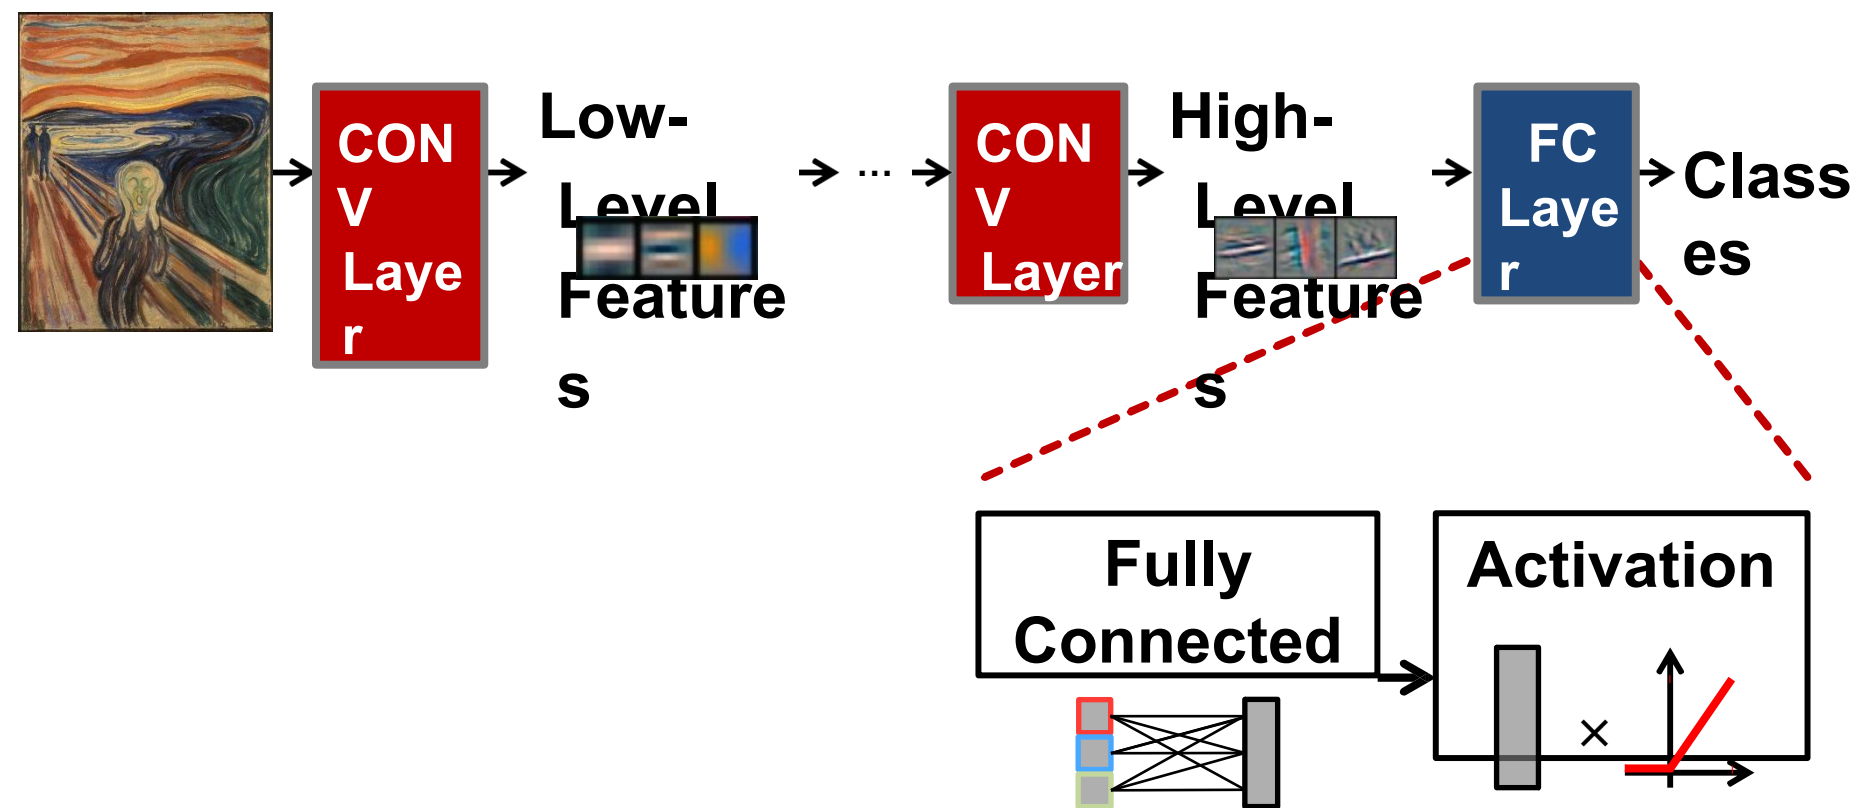 CON
V
Laye
r
Low-
Level
Feature
s
...
CON
V
Layer
High-
Level
Feature
s
FC
Laye
r
Class
es
Fully
Connected
Activation
×